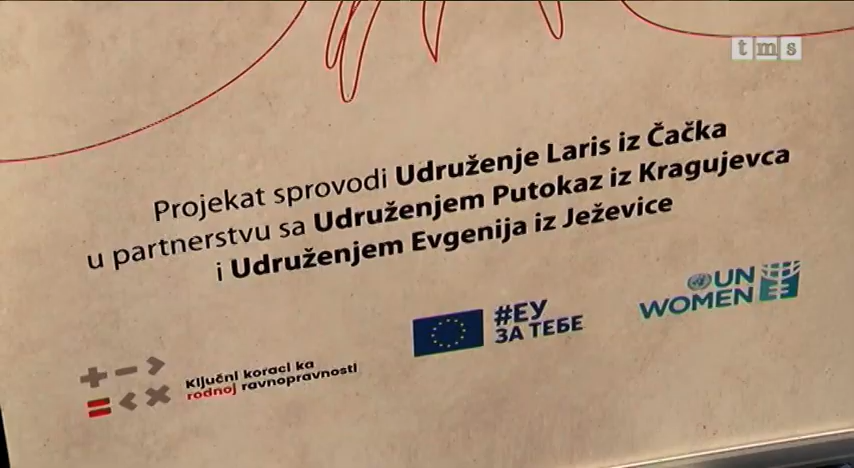 tms
Projekat sprovodi Udruženje Laris iz Čačka
u partnerstvu sa Udruženjem Putokaz iz Kragujevca
i Udruženjem Evgenija iz Ježevice
Ključni koraci ka
rodnoj ravnopravnosti
#ЕУ
ЗА ТЕБЕ
UN
WOMEN